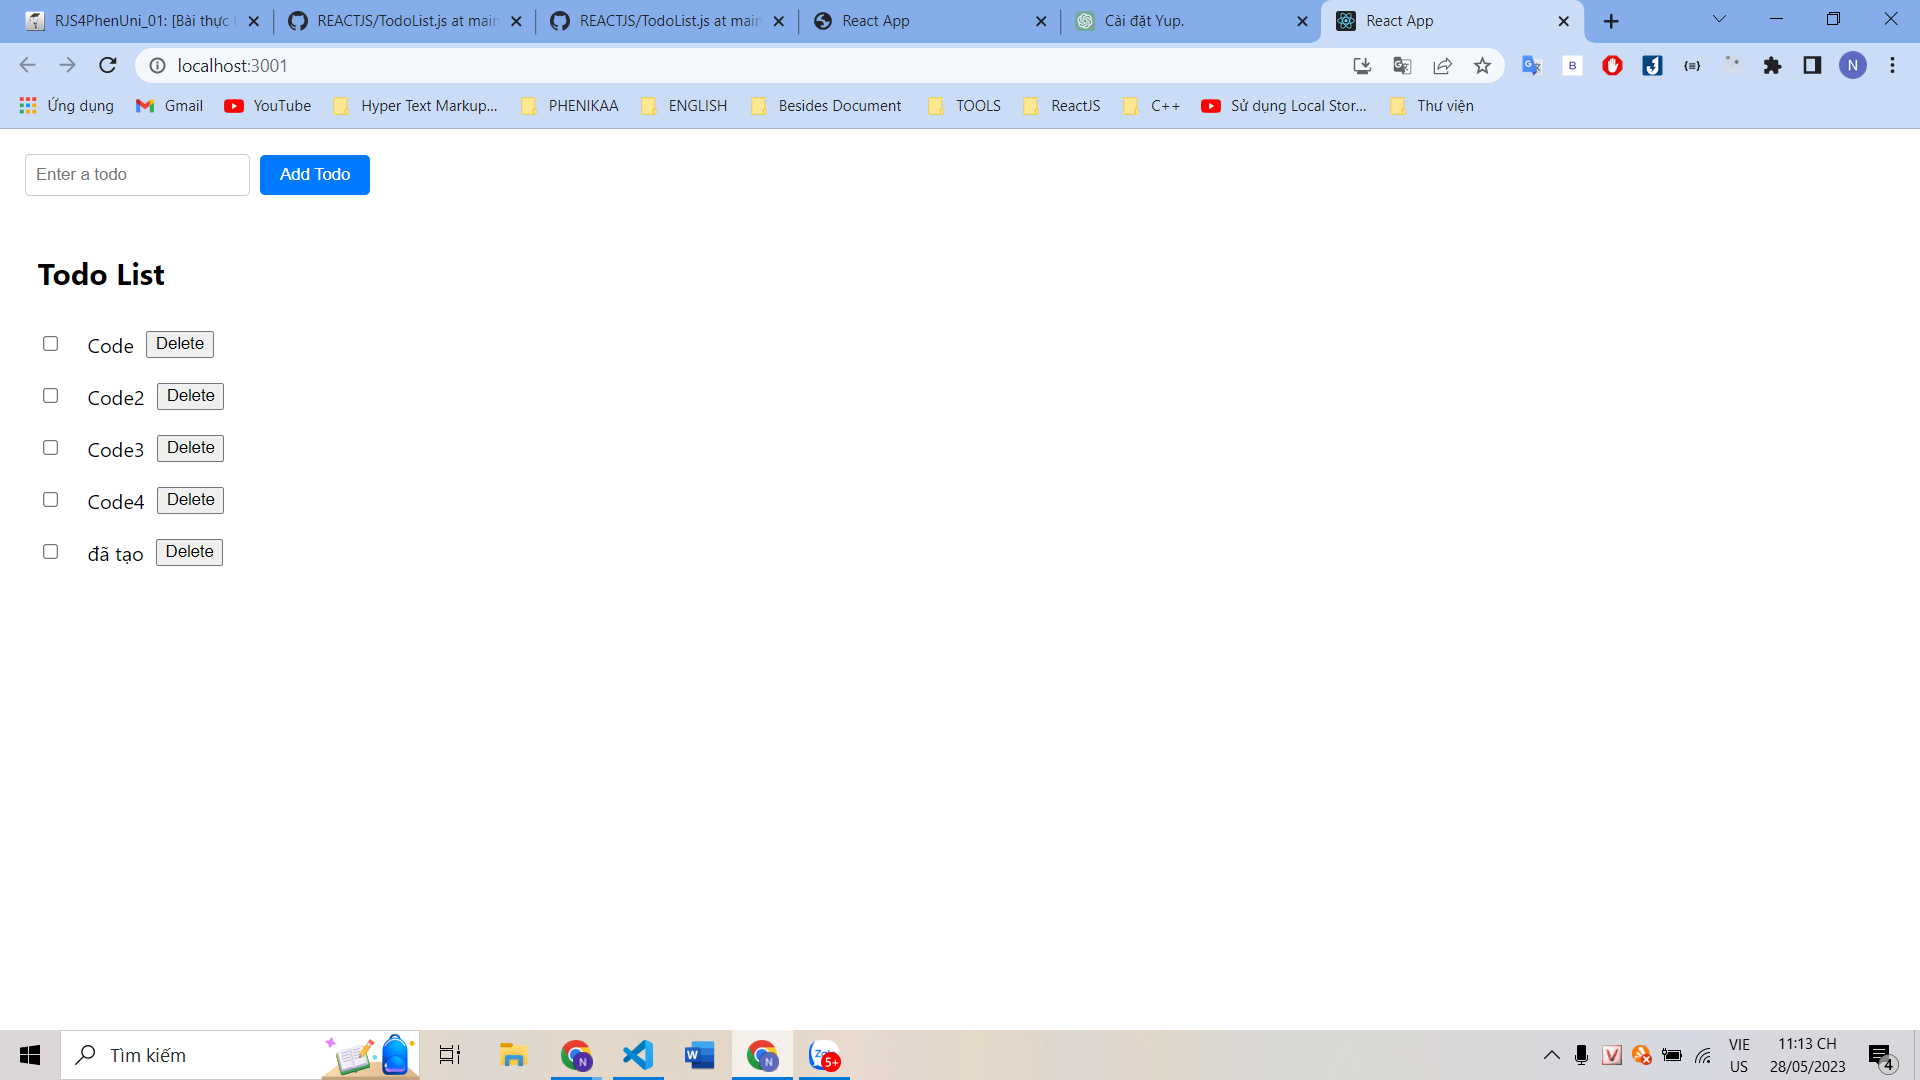 RJS4PhenUni_01: [Bài thực
REACTJS/TodoList.js at main
REACTJS/TodoList.js at main
React App
Cài đặt Yup.
React App
localhost:3001
B
N
Ứng dụng
Gmail
YouTube
Hyper Text Markup...
PHENIKAA
ENGLISH
Besides Document
TOOLS
ReactJS
C++
Sử dụng Local Stor...
Thư viện
Enter a todo
Add Todo
Todo List
Code Delete
Code2 Delete
Code3 Delete
Code4 Delete
đã tạo Delete
Tìm kiếm
5+
VIE
US
11:13 CH
28/05/2023
4